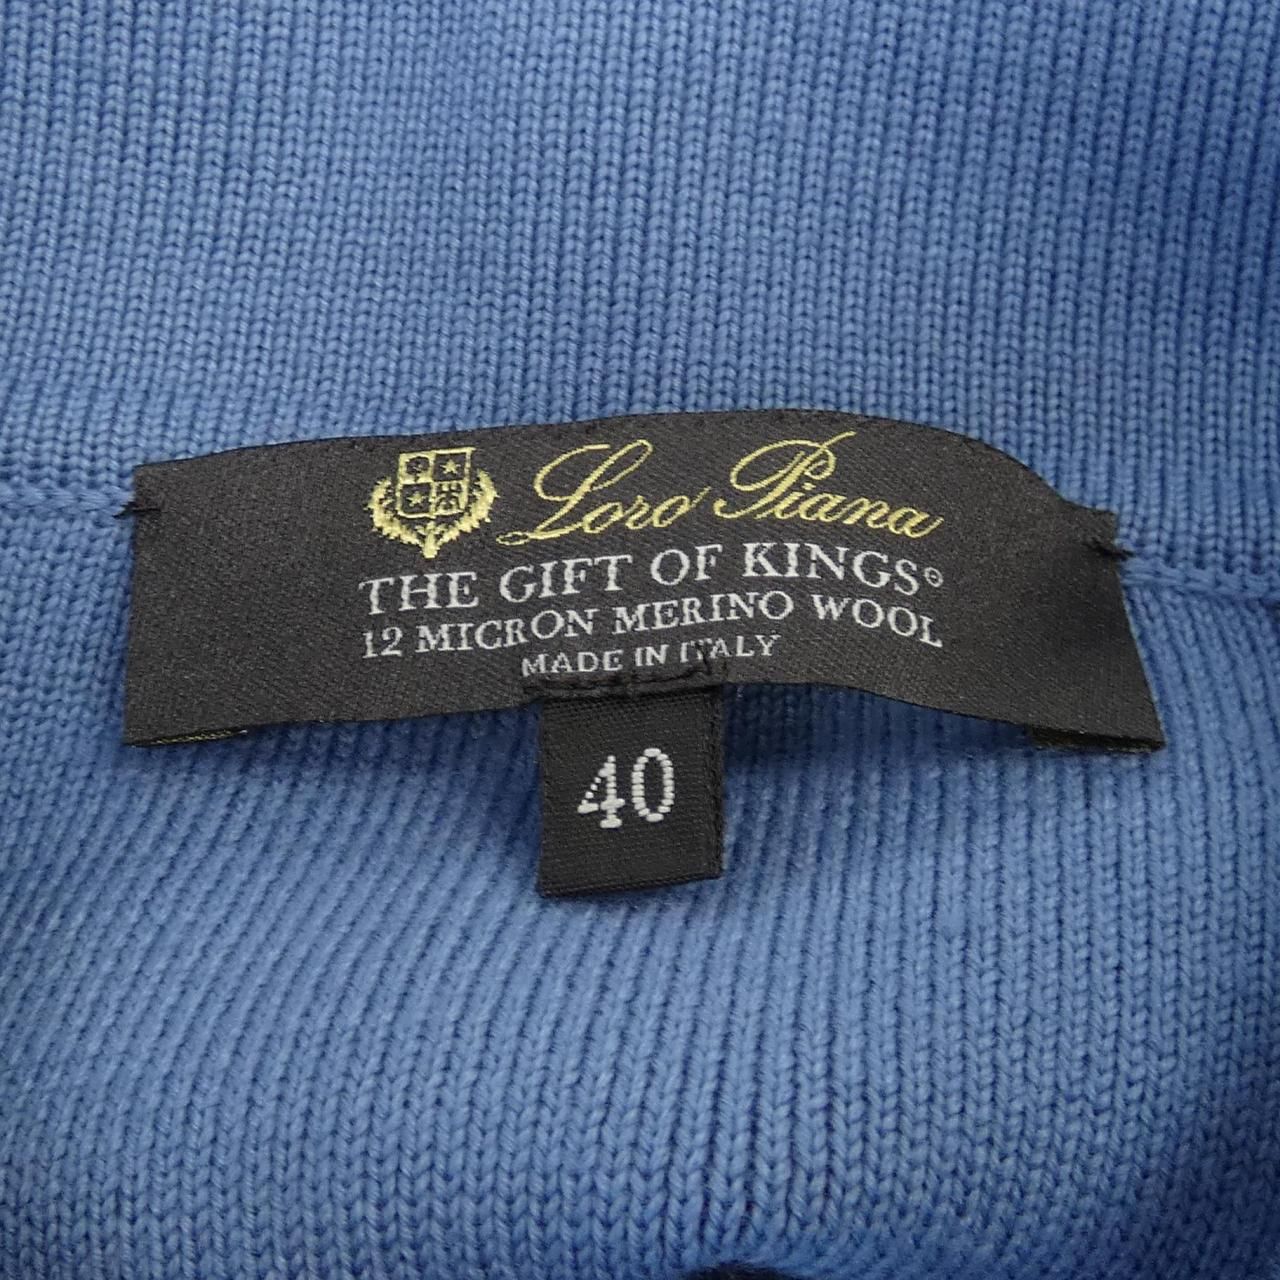 Loro Piana
THE GIFT OF KINGS®
12 MICRON MERINO WOOL
MADE IN ITALY
40